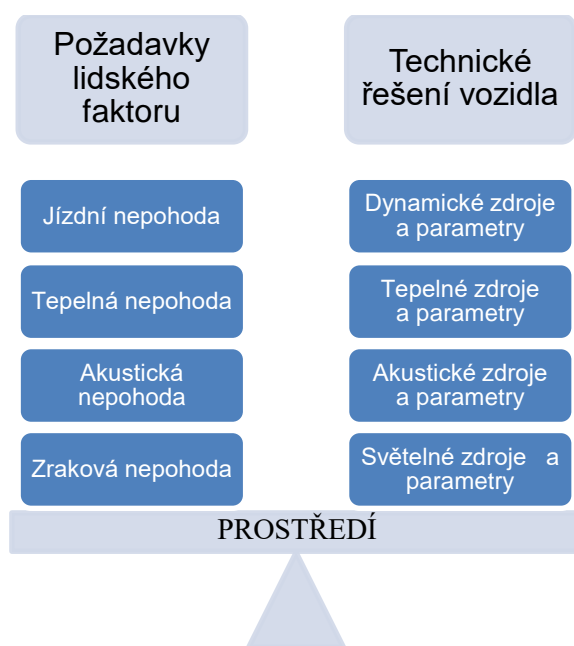 Požadavky
lidského
faktoru
Technické
řešení vozidla
Jízdní nepohoda
Dynamické zdroje
a parametry
Tepelná nepohoda
Tepelné zdroje
a parametry
Akustická
nepohoda
Akustické zdroje
a parametry
Zraková nepohoda
Světelné zdroje a
parametry
PROSTŘEDÍ